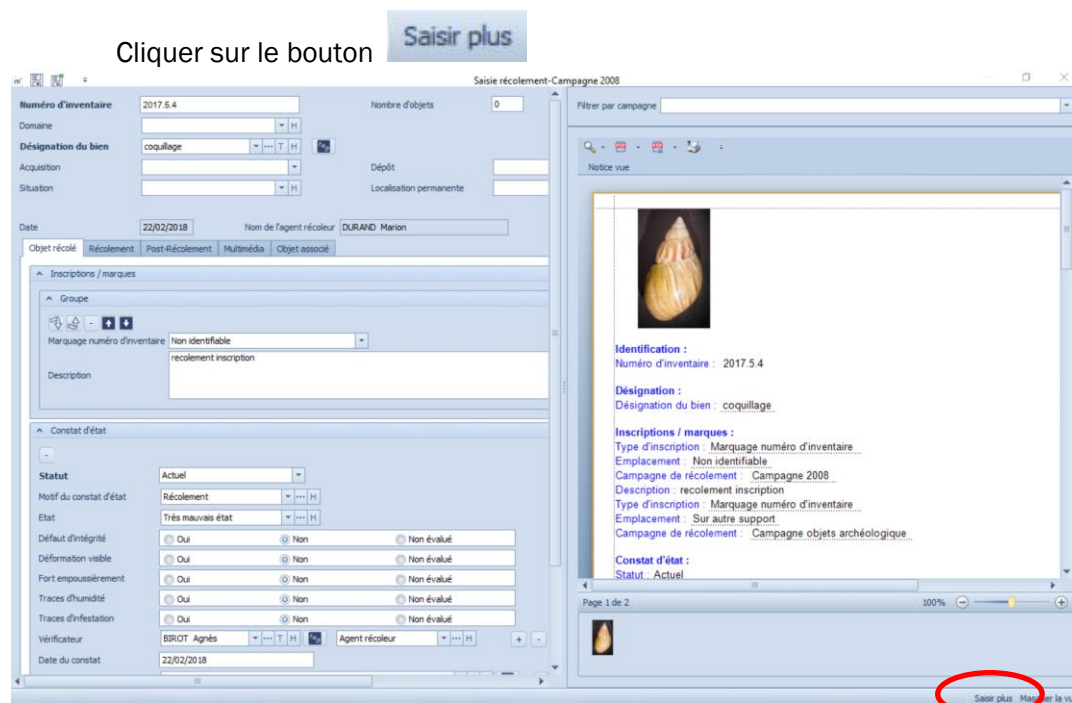 Cliquer sur le bouton Saisir plus
Saisie récolement-Campagne 2008
Numéro d'inventaire 2017.5.4 Nombre d'objets 0
Domaine H
Désignation du bien coquillage T H
Acquisition Dépôt
Situation H Localisation permanente
Date 22/02/2018 Nom de l'agent récoleur DURAND Marion
Objet récolé Récolement Post-Récolement Multimédia Objet associé
Inscriptions / marques
Groupe
Marquage numéro d'inventaire Non identifiable
Description recolement inscription
Constat d'état
Statut Actuel
Motif du constat d'état Récolement H
Etat Très mauvais état H
Défaut d'intégrité Oui Non Non évalué
Déformation visible Oui Non Non évalué
Fort empoussièrement Oui Non Non évalué
Traces d'humidité Oui Non Non évalué
Traces d'infestation Oui Non Non évalué
Vérificateur BIROT Agnès T H Agent récoleur H + -
Date du constat 22/02/2018
Filtrer par campagne
Notice vue
Identification :
Numéro d'inventaire : 2017.5.4
Désignation :
Désignation du bien : coquillage
Inscriptions / marques :
Type d'inscription : Marquage numéro d'inventaire
Emplacement : Non identifiable
Campagne de récolement : Campagne 2008
Description : recolement inscription
Type d'inscription : Marquage numéro d'inventaire
Emplacement : Sur autre support
Campagne de récolement : Campagne objets archéologique
Constat d'état :
Statut : Actuel
Page 1 de 2 100%
Saisir plus Masquer la vu